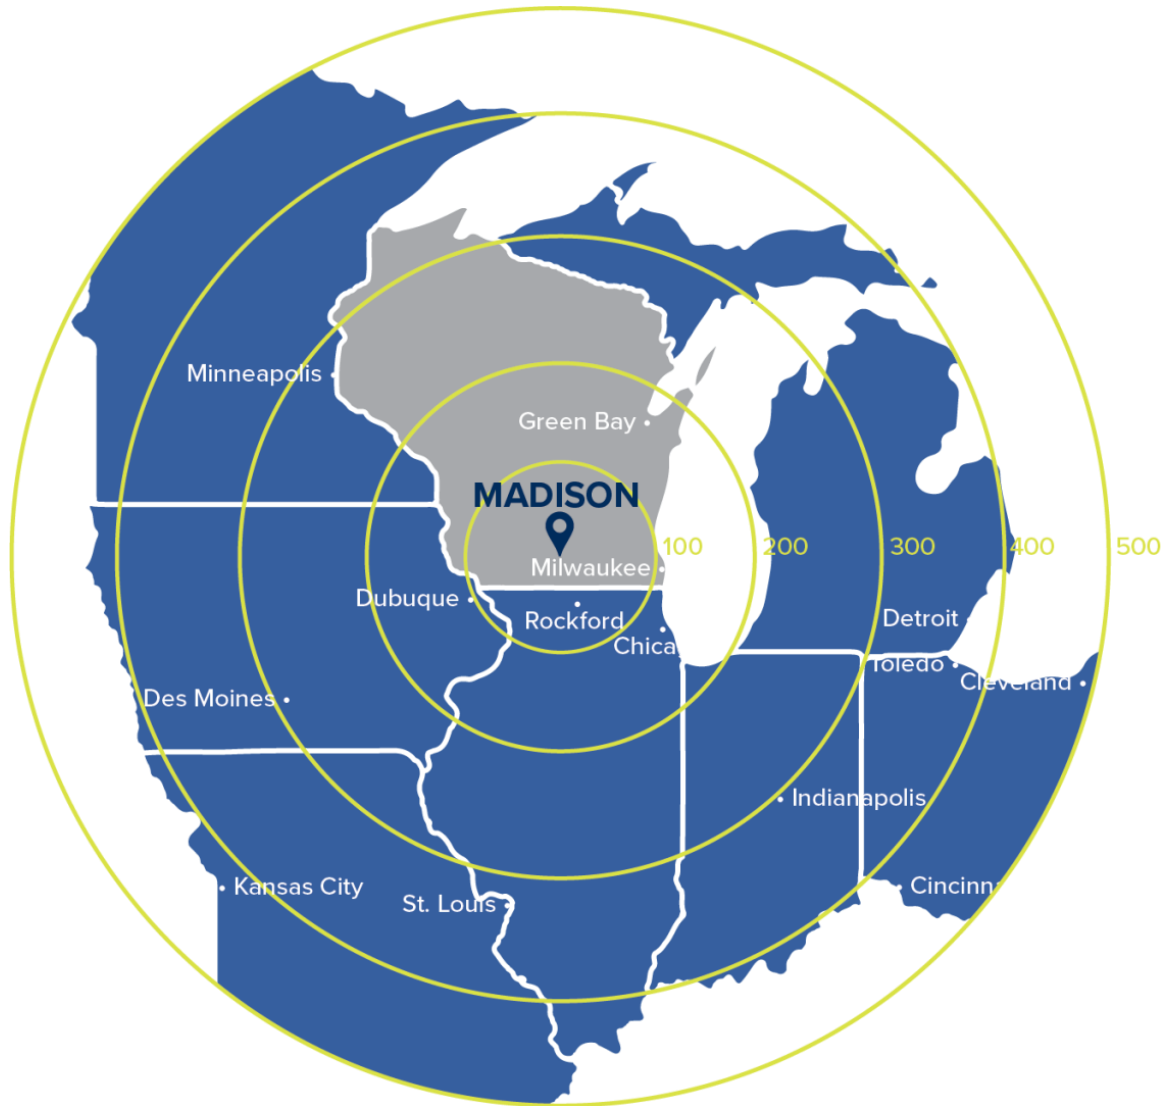 Minneapolis
Green Bay
MADISON
100
200
300
400
500
Milwaukee
Dubuque
Rockford
Detroit
Chica
Toledo
Cleveland
Des Moines
Indianapolis
Kansas City
Cincinn
St. Louis